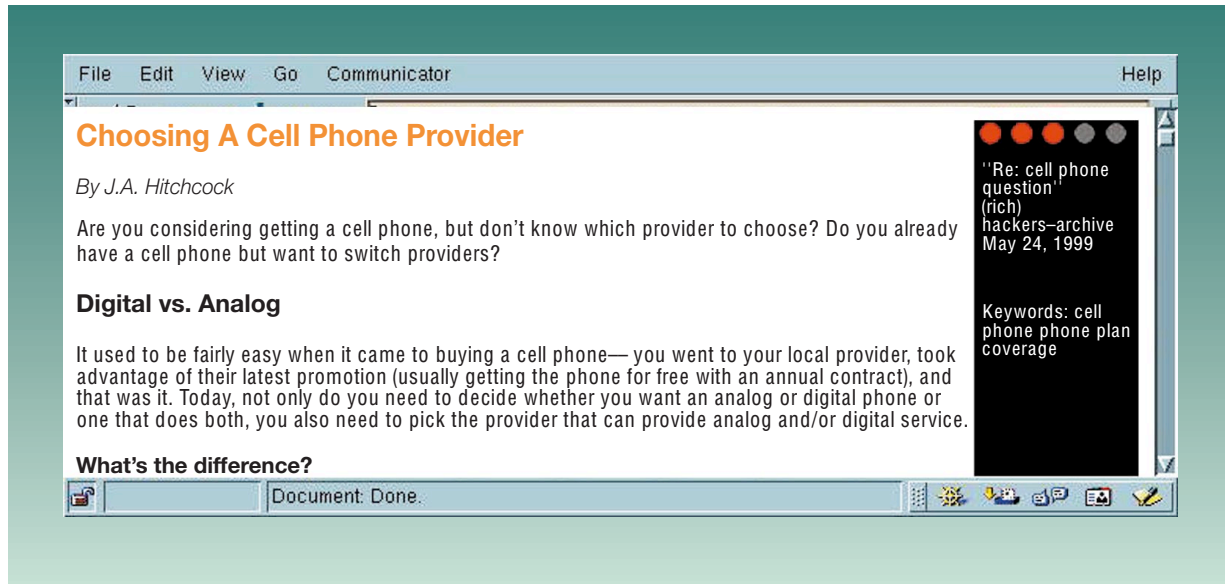 File Edit View Go Communicator Help
Choosing A Cell Phone Provider
By J.A. Hitchcock
Are you considering getting a cell phone, but don't know which provider to choose? Do you already
have a cell phone but want to switch providers?
Digital vs. Analog
It used to be fairly easy when it came to buying a cell phone— you went to your local provider, took
advantage of their latest promotion (usually getting the phone for free with an annual contract), and
that was it. Today, not only do you need to decide whether you want an analog or digital phone or
one that does both, you also need to pick the provider that can provide analog and/or digital service.
What's the difference?
''Re: cell phone
question''
(rich)
hackers–archive
May 24, 1999
Keywords: cell
phone phone plan
coverage
Document: Done.